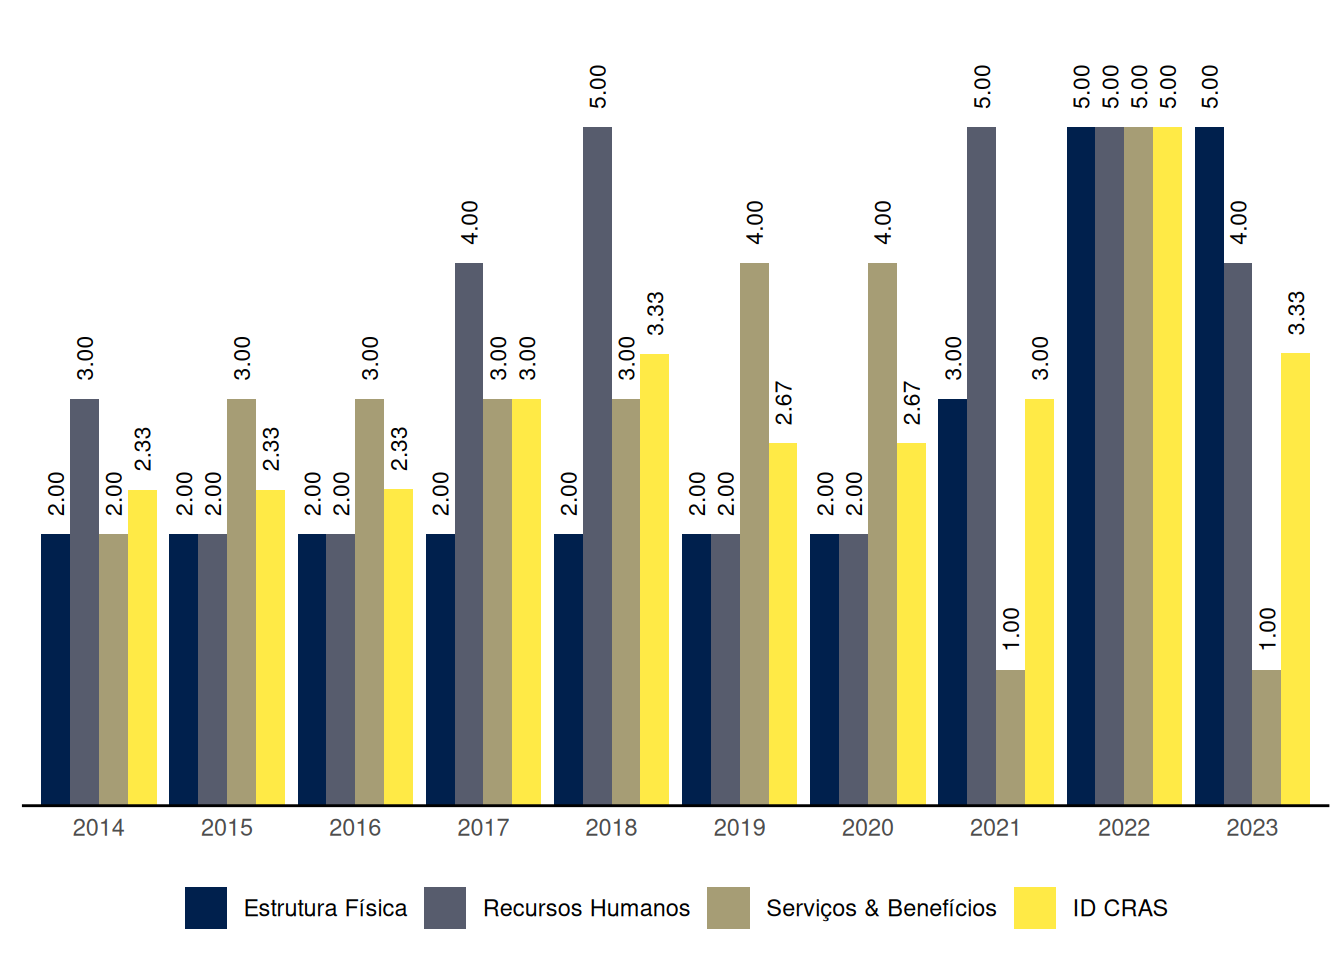 2.00 3.00 2.00 2.33
2.00 2.00 3.00 2.33
2.00 2.00 3.00 2.33
2.00 4.00 3.00 3.00
2.00 5.00 3.00 3.33
2.00 2.00 4.00 2.67
2.00 2.00 4.00 2.67
3.00 5.00 1.00 3.00
5.00 5.00 5.00 5.00
5.00 4.00 1.00 3.33
2014 2015 2016 2017 2018 2019 2020 2021 2022 2023
Estrutura Física Recursos Humanos Serviços & Benefícios ID CRAS